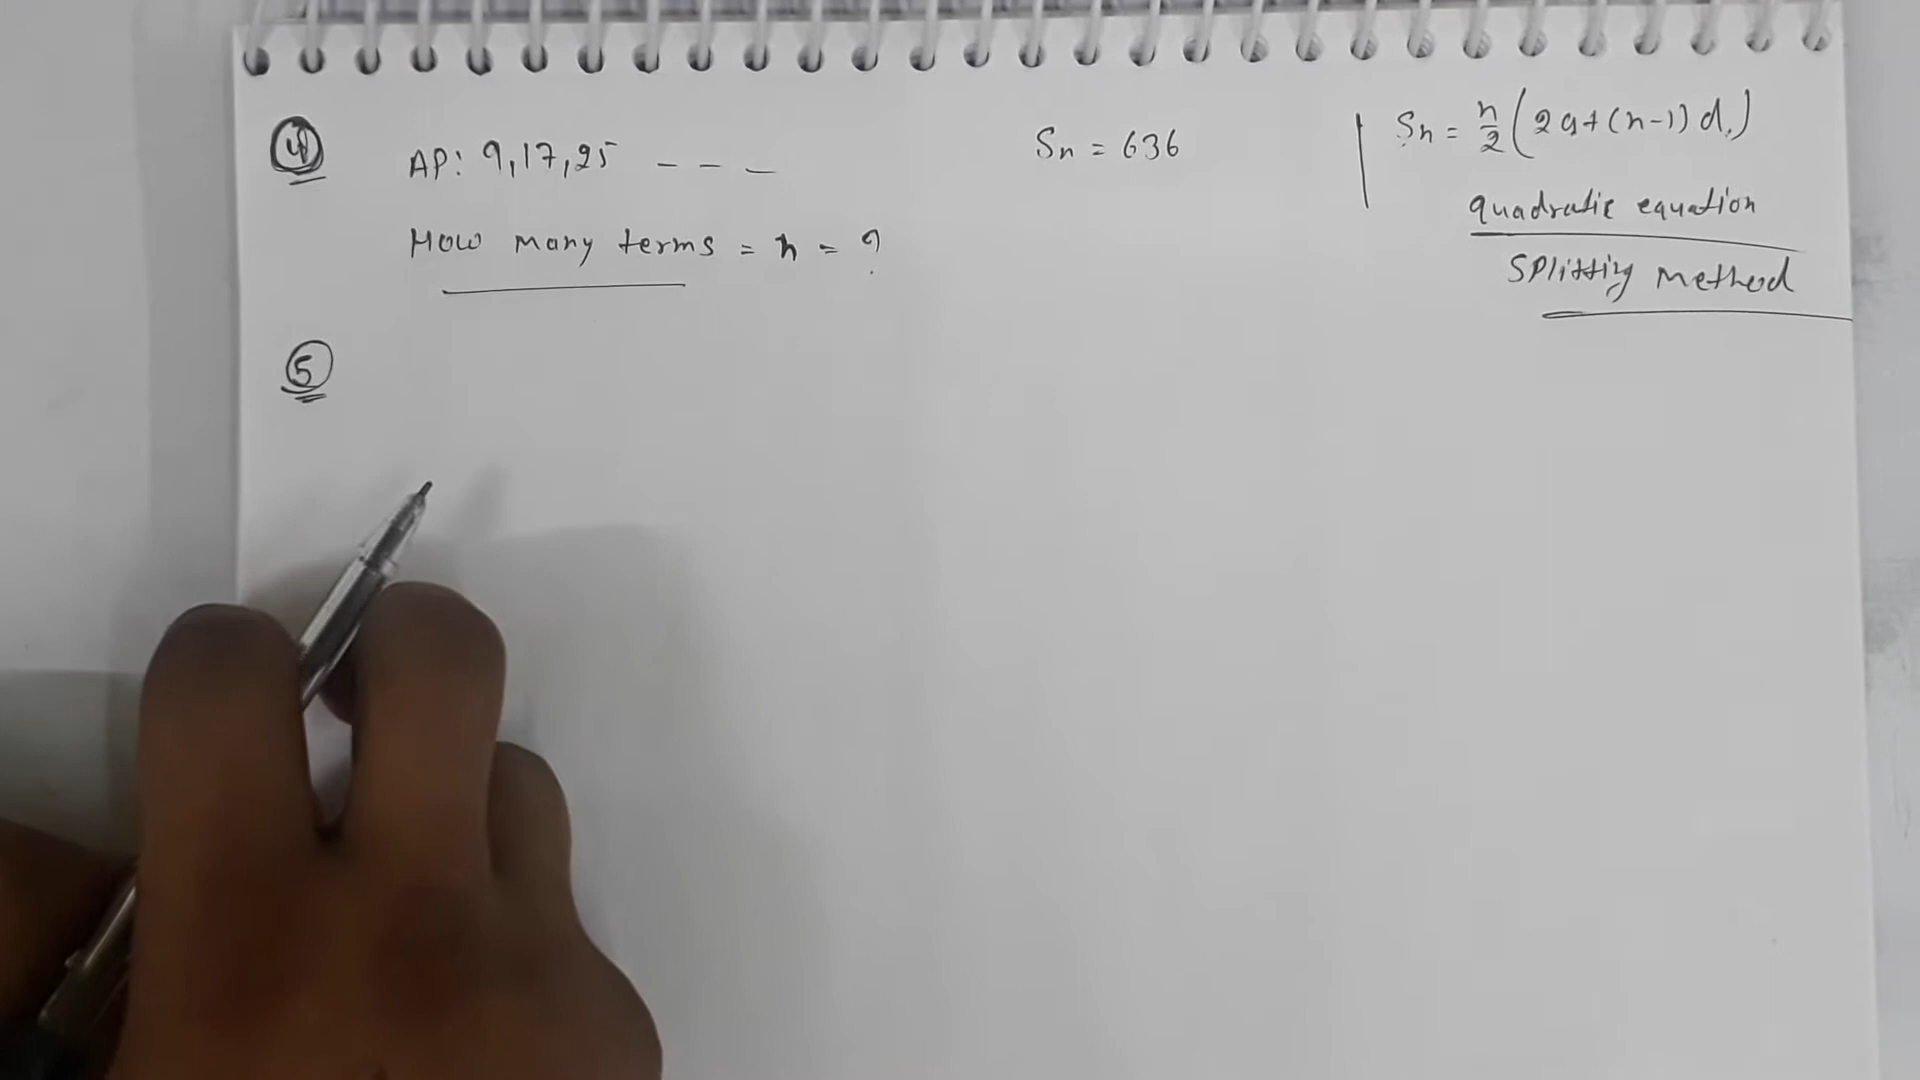 4 AP: 9, 17, 25 - - -
Sn = 636
Sn = n/2 (2a+(n-1)d)
quadratic equation
splitting method
How many terms = n = ?
5